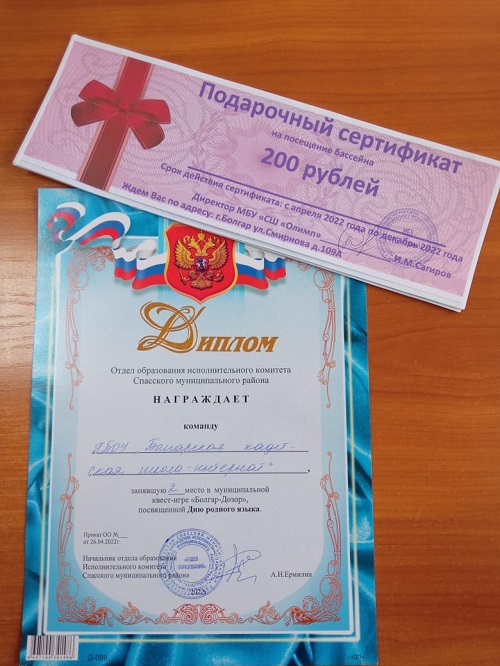 Подарочный сертификат
на посещение бассейна
200 рублей
Срок действия сертификата: с апреля 2022 года по декабрь 2022 года
Директор МБУ «СШ «Олимп»
И.М.Сагиров
Ждем Вас по адресу: г.Болгар ул.Смирнова д.109А
Диплом
Отдел образования исполнительного комитета
Спасского муниципального района
НАГРАЖДАЕТ
команду
ГБОУ "Болгарская кадет-
ская школа-интернат"
занявшую 2 место в муниципальной
квест-игре «Болгар-Дозор»,
посвященной Дню родного языка.
Приказ ОО №
от 26.04.2022г.
Начальник отдела образования
Исполнительного комитета
Спасского муниципального района
А.Н.Ермилин
Д-099